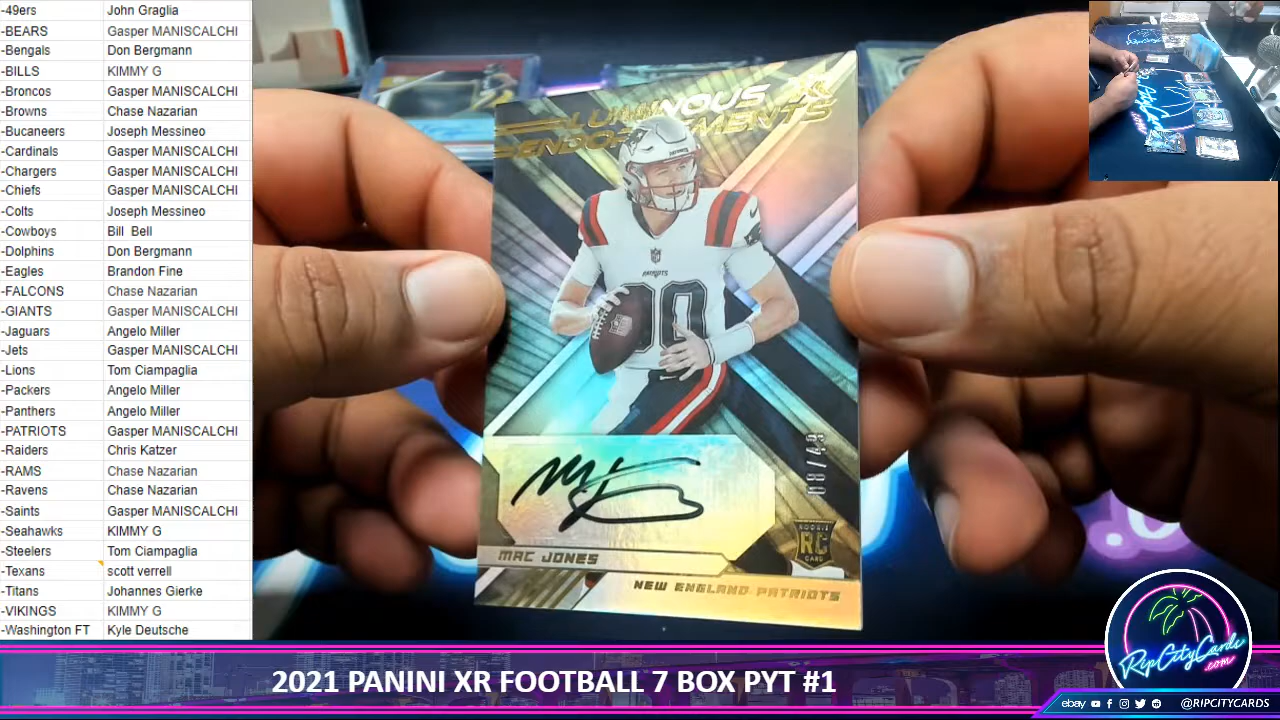 -49ers John Graglia
-BEARS Gasper MANISCALCHI
-Bengals Don Bergmann
-BILLS KIMMY G
-Broncos Gasper MANISCALCHI
-Browns Chase Nazarian
-Bucaneers Joseph Messineo
-Cardinals Gasper MANISCALCHI
-Chargers Gasper MANISCALCHI
-Chiefs Gasper MANISCALCHI
-Colts Joseph Messineo
-Cowboys Bill Bell
-Dolphins Don Bergmann
-Eagles Brandon Fine
-FALCONS Chase Nazarian
-GIANTS Gasper MANISCALCHI
-Jaguars Angelo Miller
-Jets Gasper MANISCALCHI
-Lions Tom Ciampaglia
-Packers Angelo Miller
-Panthers Angelo Miller
-PATRIOTS Gasper MANISCALCHI
-Raiders Chris Katzer
-RAMS Chase Nazarian
-Ravens Chase Nazarian
-Saints Gasper MANISCALCHI
-Seahawks KIMMY G
-Steelers Tom Ciampaglia
-Texans scott verrell
-Titans Johannes Gierke
-VIKINGS KIMMY G
-Washington FT Kyle Deutsche
LUMINOUS XR
ENDORSEMENTS
PATRIOTS
10
ROOKIE
RC
CARD
MAC JONES
NEW ENGLAND PATRIOTS
2021 PANINI XR FOOTBALL 7 BOX PYT #1
RipCityCards
.com
ebay @RIPCITYCARDS